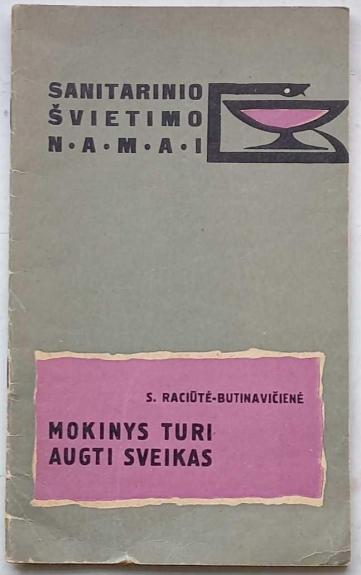 SANITARINIO
ŠVIETIMO
N•A•M•A•I
S. RACIŪTĖ-BUTINAVIČIENĖ
MOKINYS TURI
AUGTI SVEIKAS